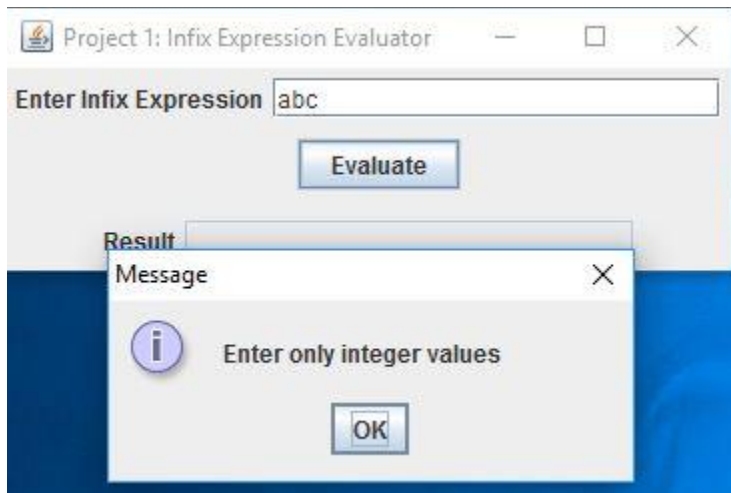 Project 1: Infix Expression Evaluator
Enter Infix Expression abc
Evaluate
Result
Message
Enter only integer values
OK